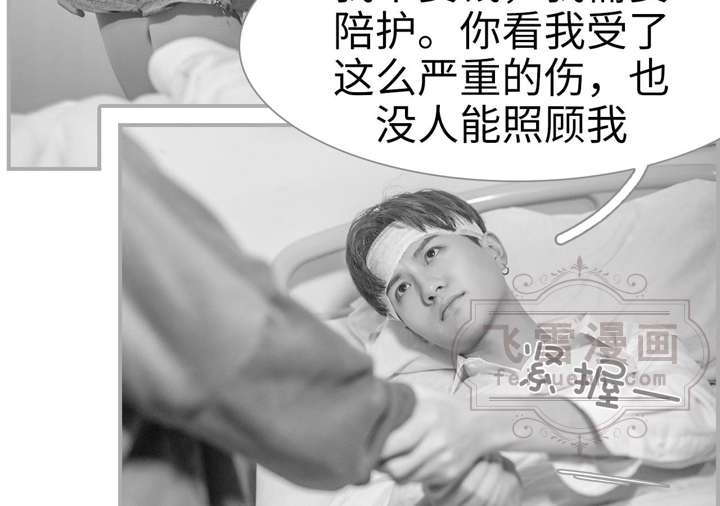 陪护。你看我受了
这么严重的伤，也
没人能照顾我
飞雪漫画
紧握